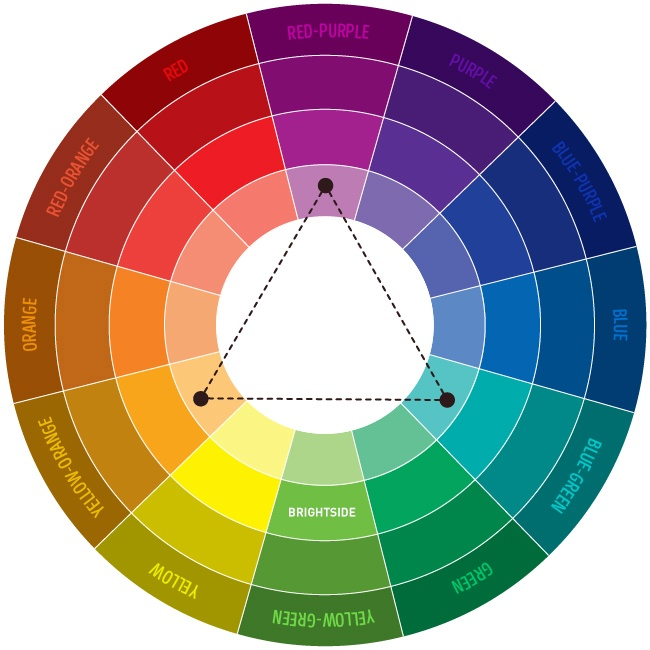 RED-PURPLE
PURPLE
BLUE-PURPLE
BLUE
BLUE-GREEN
GREEN
YELLOW-GREEN
YELLOW
YELLOW-ORANGE
ORANGE
RED-ORANGE
RED
BRIGHTSIDE